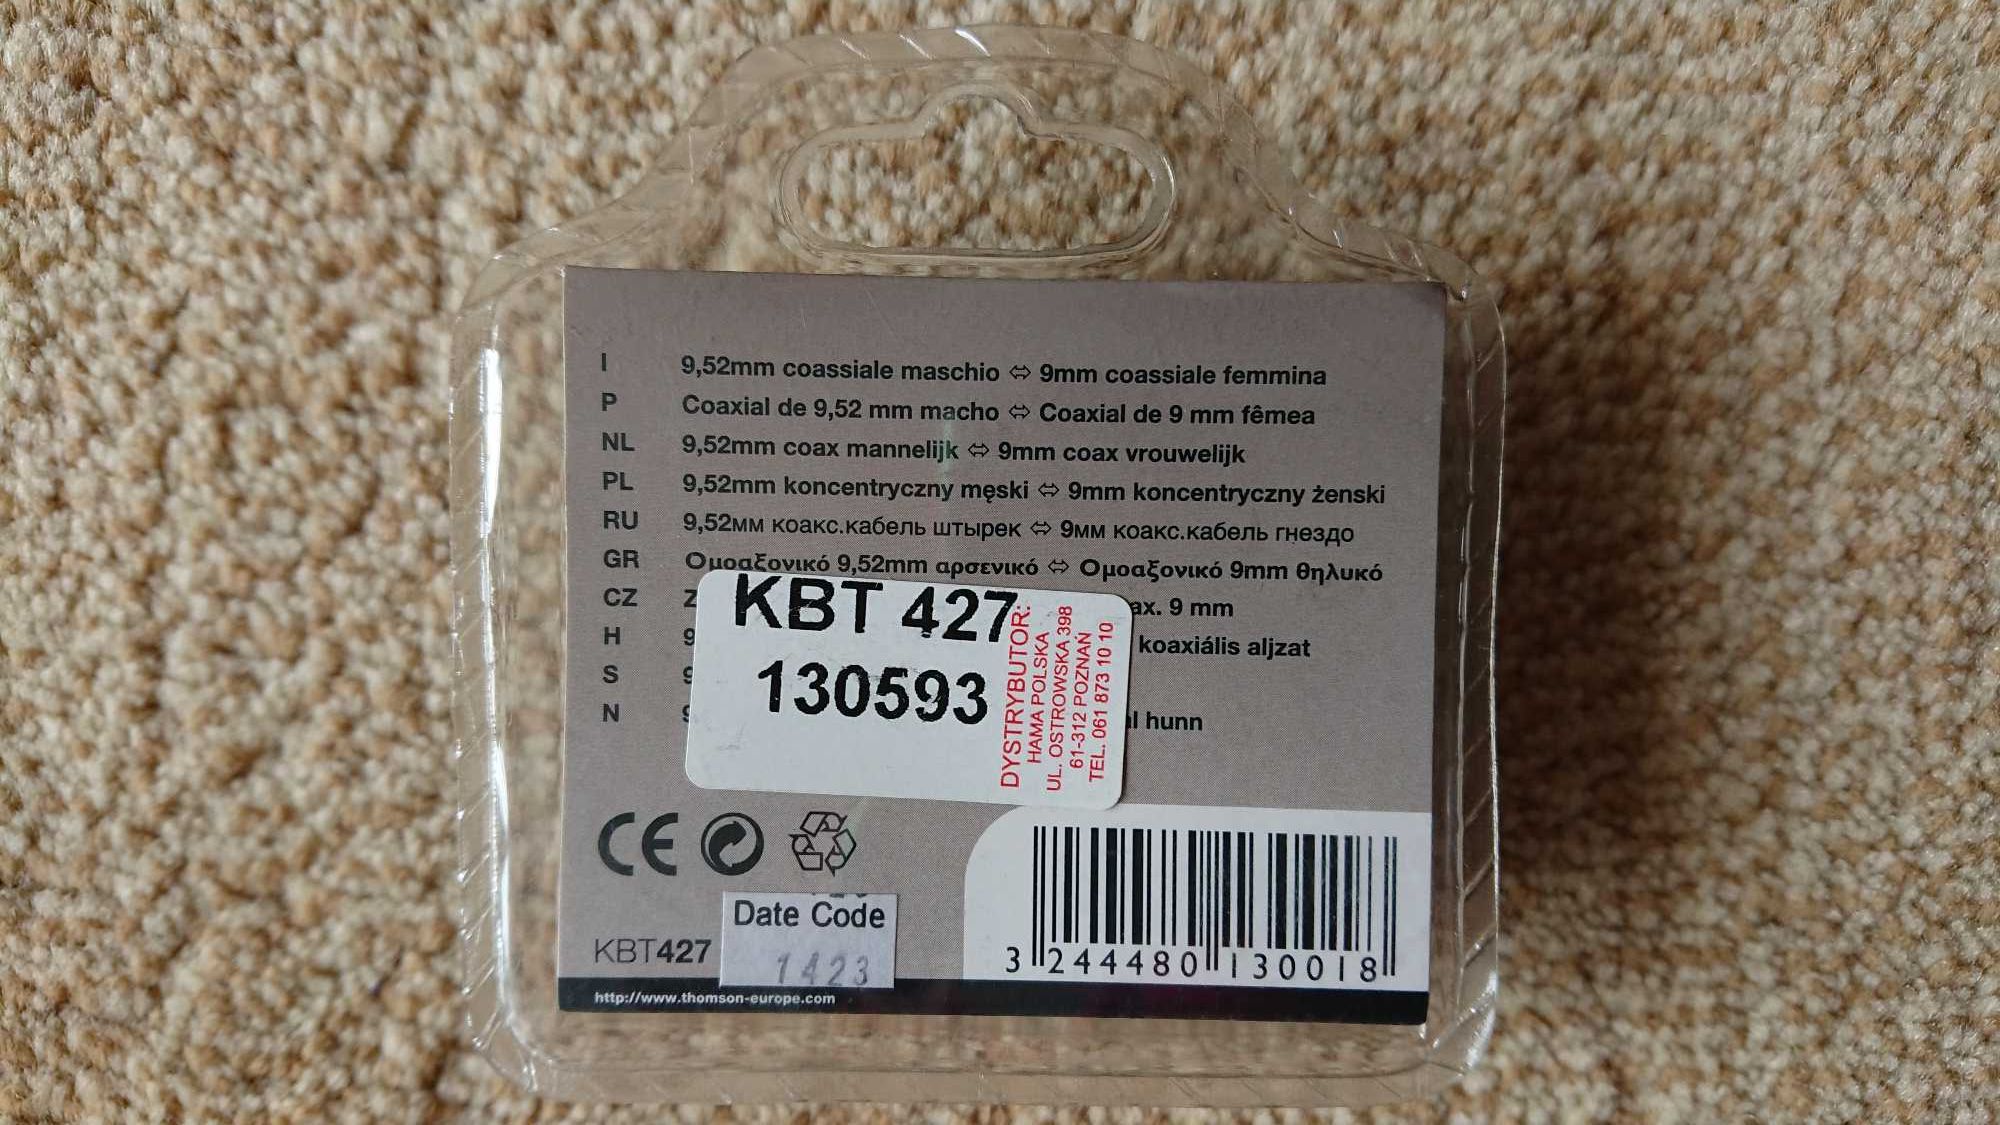 I 9,52mm coassiale maschio ⇔ 9mm coassiale femmina
P Coaxial de 9,52 mm macho ⇔ Coaxial de 9 mm fêmea
NL 9,52mm coax mannelijk ⇔ 9mm coax vrouwelijk
PL 9,52mm koncentryczny męski ⇔ 9mm koncentryczny żenski
RU 9,52мм коакс.кабель штырек ⇔ 9мм коакс.кабель гнездо
GR Ομοαξονικό 9,52mm αρσενικό ⇔ Ομοαξονικό 9mm θηλυκό
CZ 9 mm
H koaxiális aljzat
S
N hunn
KBT 427
130593
DYSTRYBUTOR:
HAMA POLSKA
UL. OSTROWSKA 398
61-312 POZNAŃ
TEL. 061 873 10 10
CE
Date Code
1423
KBT427
http://www.thomson-europe.com
3 244480 130018